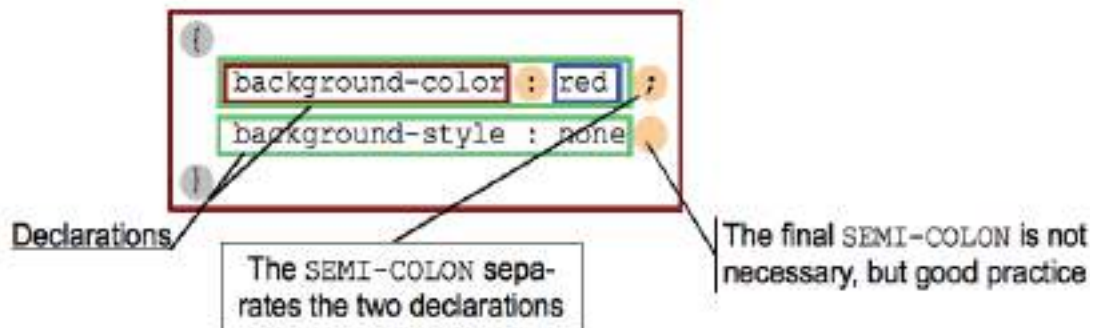 {
background-color : red ;
background-style : none
}
Declarations
The SEMI-COLON sepa-
rates the two declarations
The final SEMI-COLON is not
necessary, but good practice